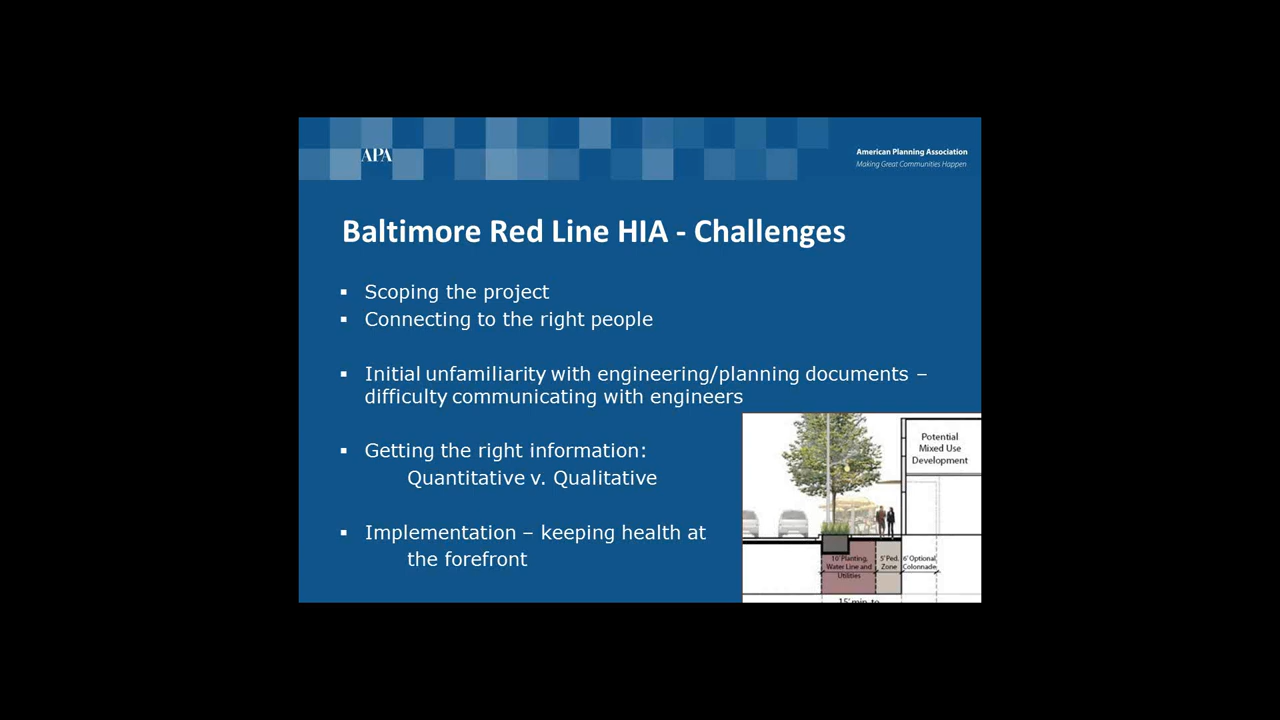 APA
American Planning Association
Making Great Communities Happen
Baltimore Red Line HIA - Challenges
▪ Scoping the project
▪ Connecting to the right people
▪ Initial unfamiliarity with engineering/planning documents –
difficulty communicating with engineers
▪ Getting the right information:
Quantitative v. Qualitative
▪ Implementation – keeping health at
the forefront
Potential
Mixed Use
Development
10' Planting,
Water Line and
Utilities
5' Ped.
Zone
6' Optional
Colonnade
15' min. to